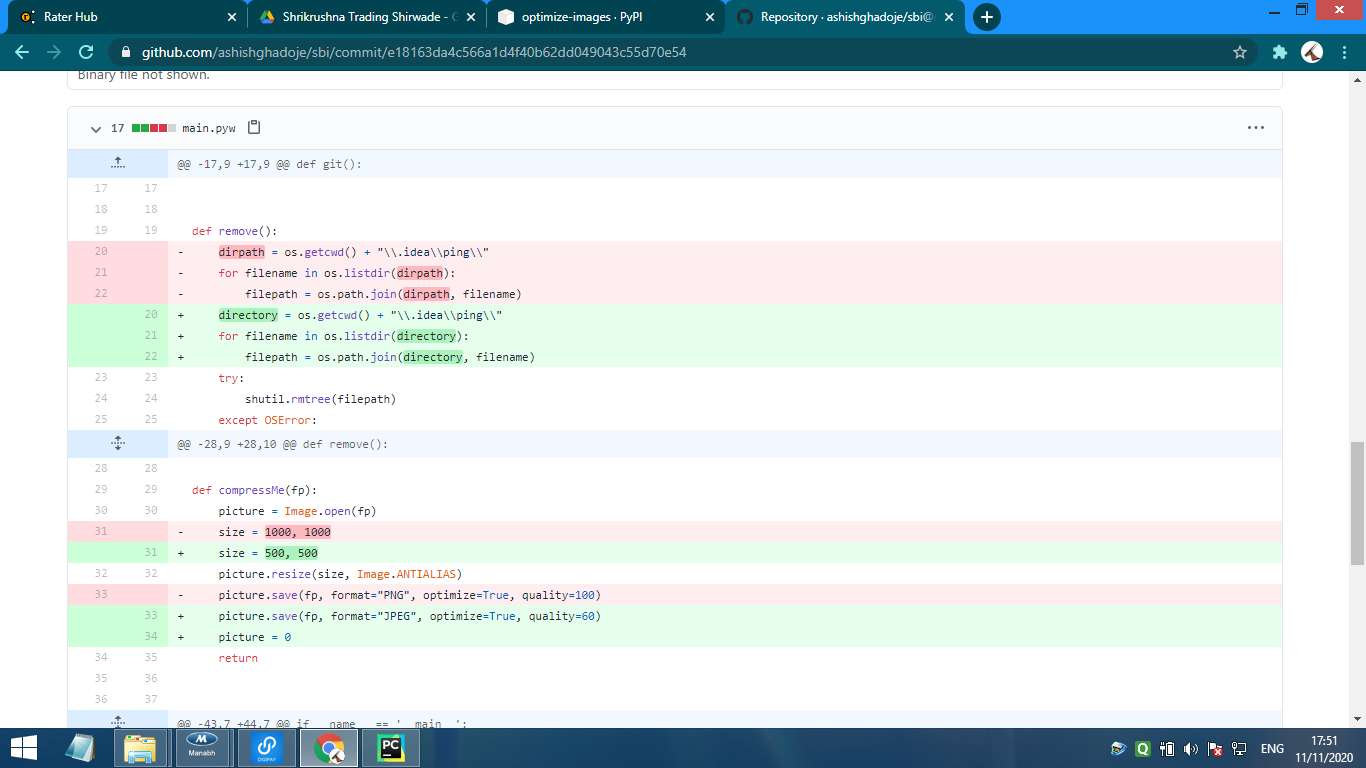 Rater Hub
Shrikrushna Trading Shirwade - G
optimize-images · PyPI
Repository · ashishghadoje/sbi@
github.com/ashishghadoje/sbi/commit/e18163da4c566a1d4f40b62dd049043c55d70e54
Binary file not shown.
17 main.pyw
@@ -17,9 +17,9 @@ def git():
17 17
18 18
19 19 def remove():
20 - dirpath = os.getcwd() + "\\.idea\\ping\\"
21 - for filename in os.listdir(dirpath):
22 - filepath = os.path.join(dirpath, filename)
20 + directory = os.getcwd() + "\\.idea\\ping\\"
21 + for filename in os.listdir(directory):
22 + filepath = os.path.join(directory, filename)
23 23 try:
24 24 shutil.rmtree(filepath)
25 25 except OSError:
@@ -28,9 +28,10 @@ def remove():
28 28
29 29 def compressMe(fp):
30 30 picture = Image.open(fp)
31 - size = 1000, 1000
31 + size = 500, 500
32 32 picture.resize(size, Image.ANTIALIAS)
33 - picture.save(fp, format="PNG", optimize=True, quality=100)
33 + picture.save(fp, format="JPEG", optimize=True, quality=60)
34 + picture = 0
34 35 return
35 36
36 37
@@ -43,7 +44,7 @@ if __name__ == '__main__':
Manabh
DIGIPAY
PC
ENG
17:51
11/11/2020